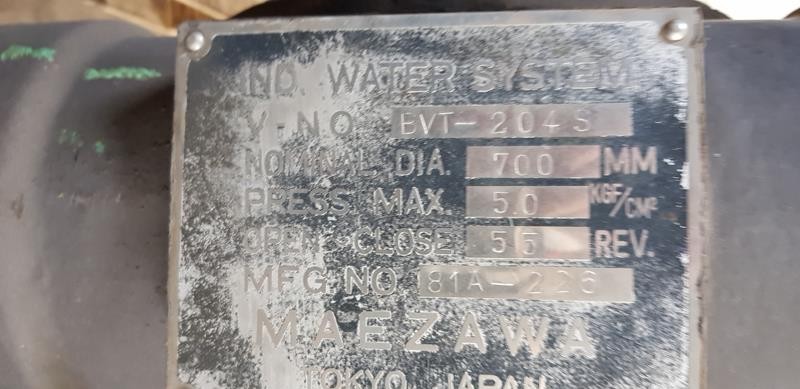 IND. WATER SYSTEM
V-NO BVT-204S
NOMINAL DIA. 700 MM
PRESS MAX. 5.0 KGF/CM²
OPEN-CLOSE 55 REV.
MFG NO. 81A-226
MAEZAWA
TOKYO JAPAN